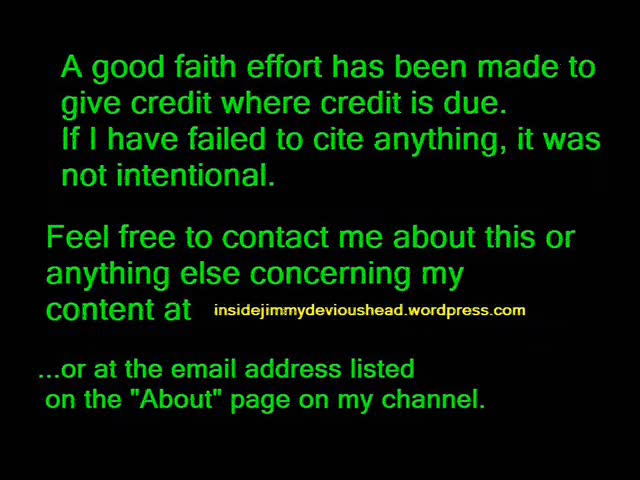 A good faith effort has been made to
give credit where credit is due.
If I have failed to cite anything, it was
not intentional.
Feel free to contact me about this or
anything else concerning my
content at insidejimmydevioushead.wordpress.com
...or at the email address listed
on the "About" page on my channel.